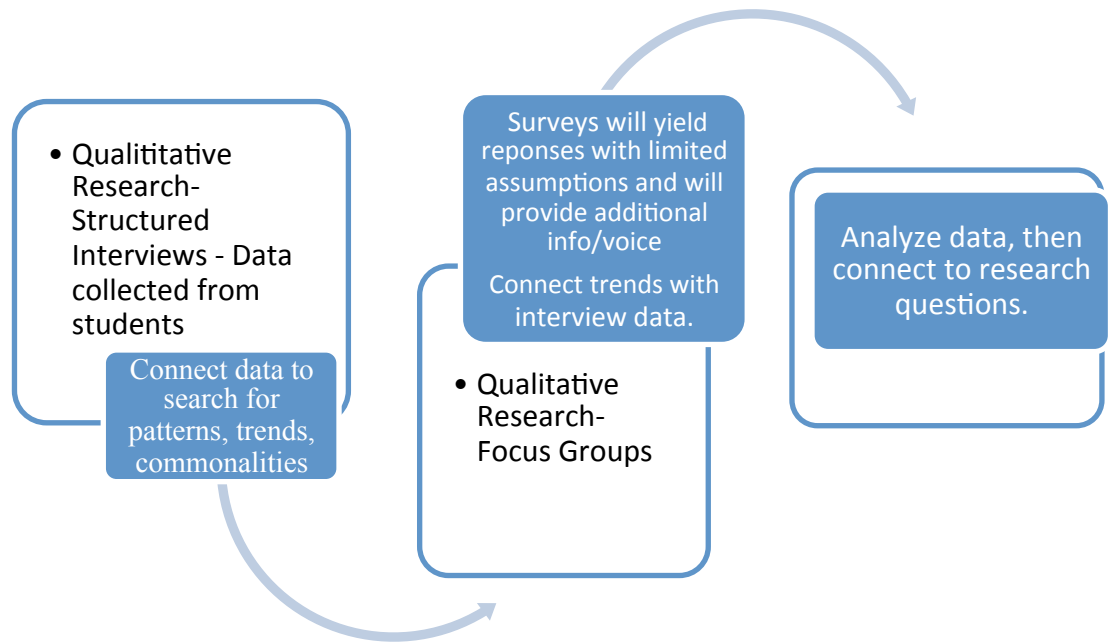 • Qualititative
Research-
Structured
Interviews - Data
collected from
students
Connect data to
search for
patterns, trends,
commonalities
Surveys will yield
reponses with limited
assumptions and will
provide additional
info/voice
Connect trends with
interview data.
• Qualitative
Research-
Focus Groups
Analyze data, then
connect to research
questions.